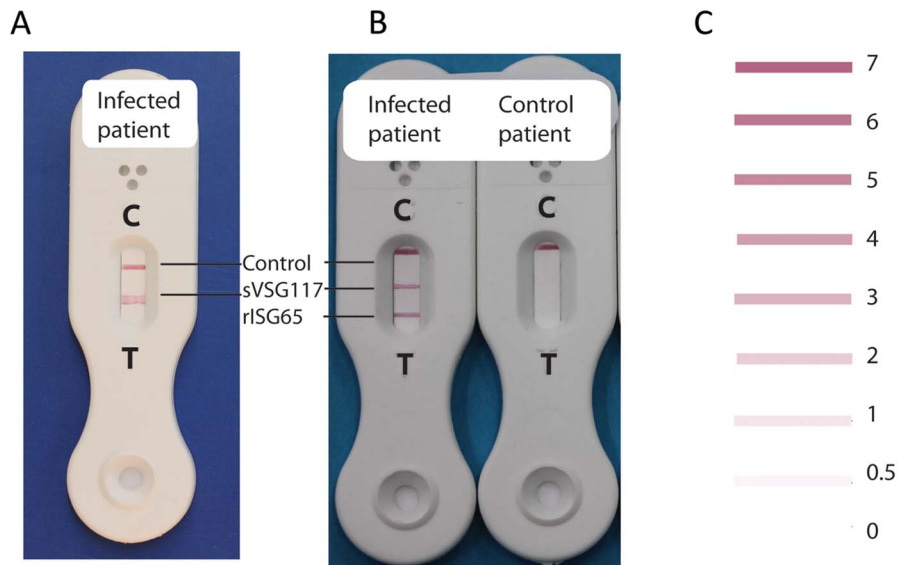 A
B
C
Infected
patient
Infected
patient
Control
patient
C
C
C
Control
sVSG117
rISG65
T
T
T
7
6
5
4
3
2
1
0.5
0